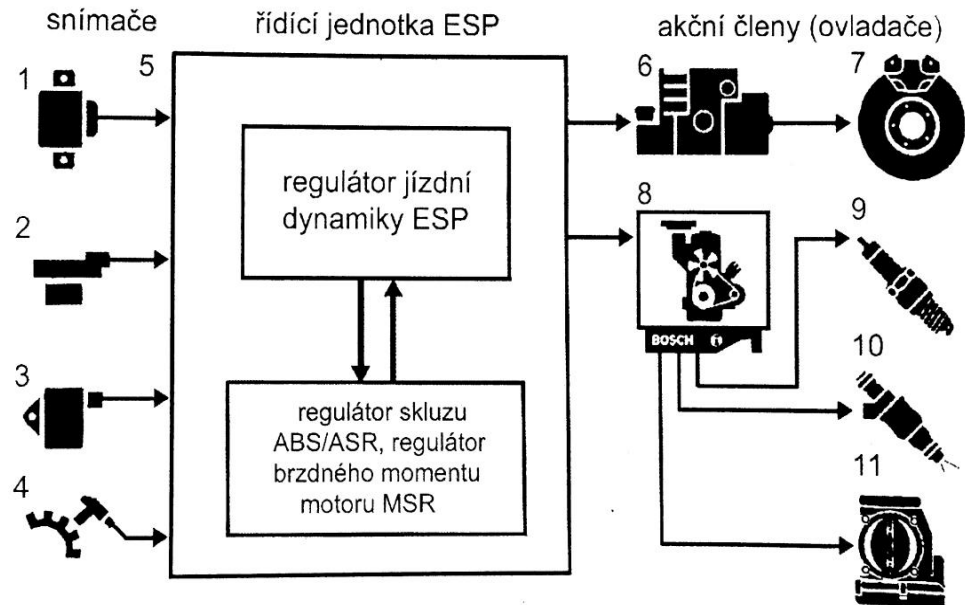 snímače
řídící jednotka ESP
akční členy (ovladače)
1
5
6
7
regulátor jízdní
dynamiky ESP
2
8
9
BOSCH
3
10
regulátor skluzu
ABS/ASR, regulátor
brzdného momentu
motoru MSR
4
11